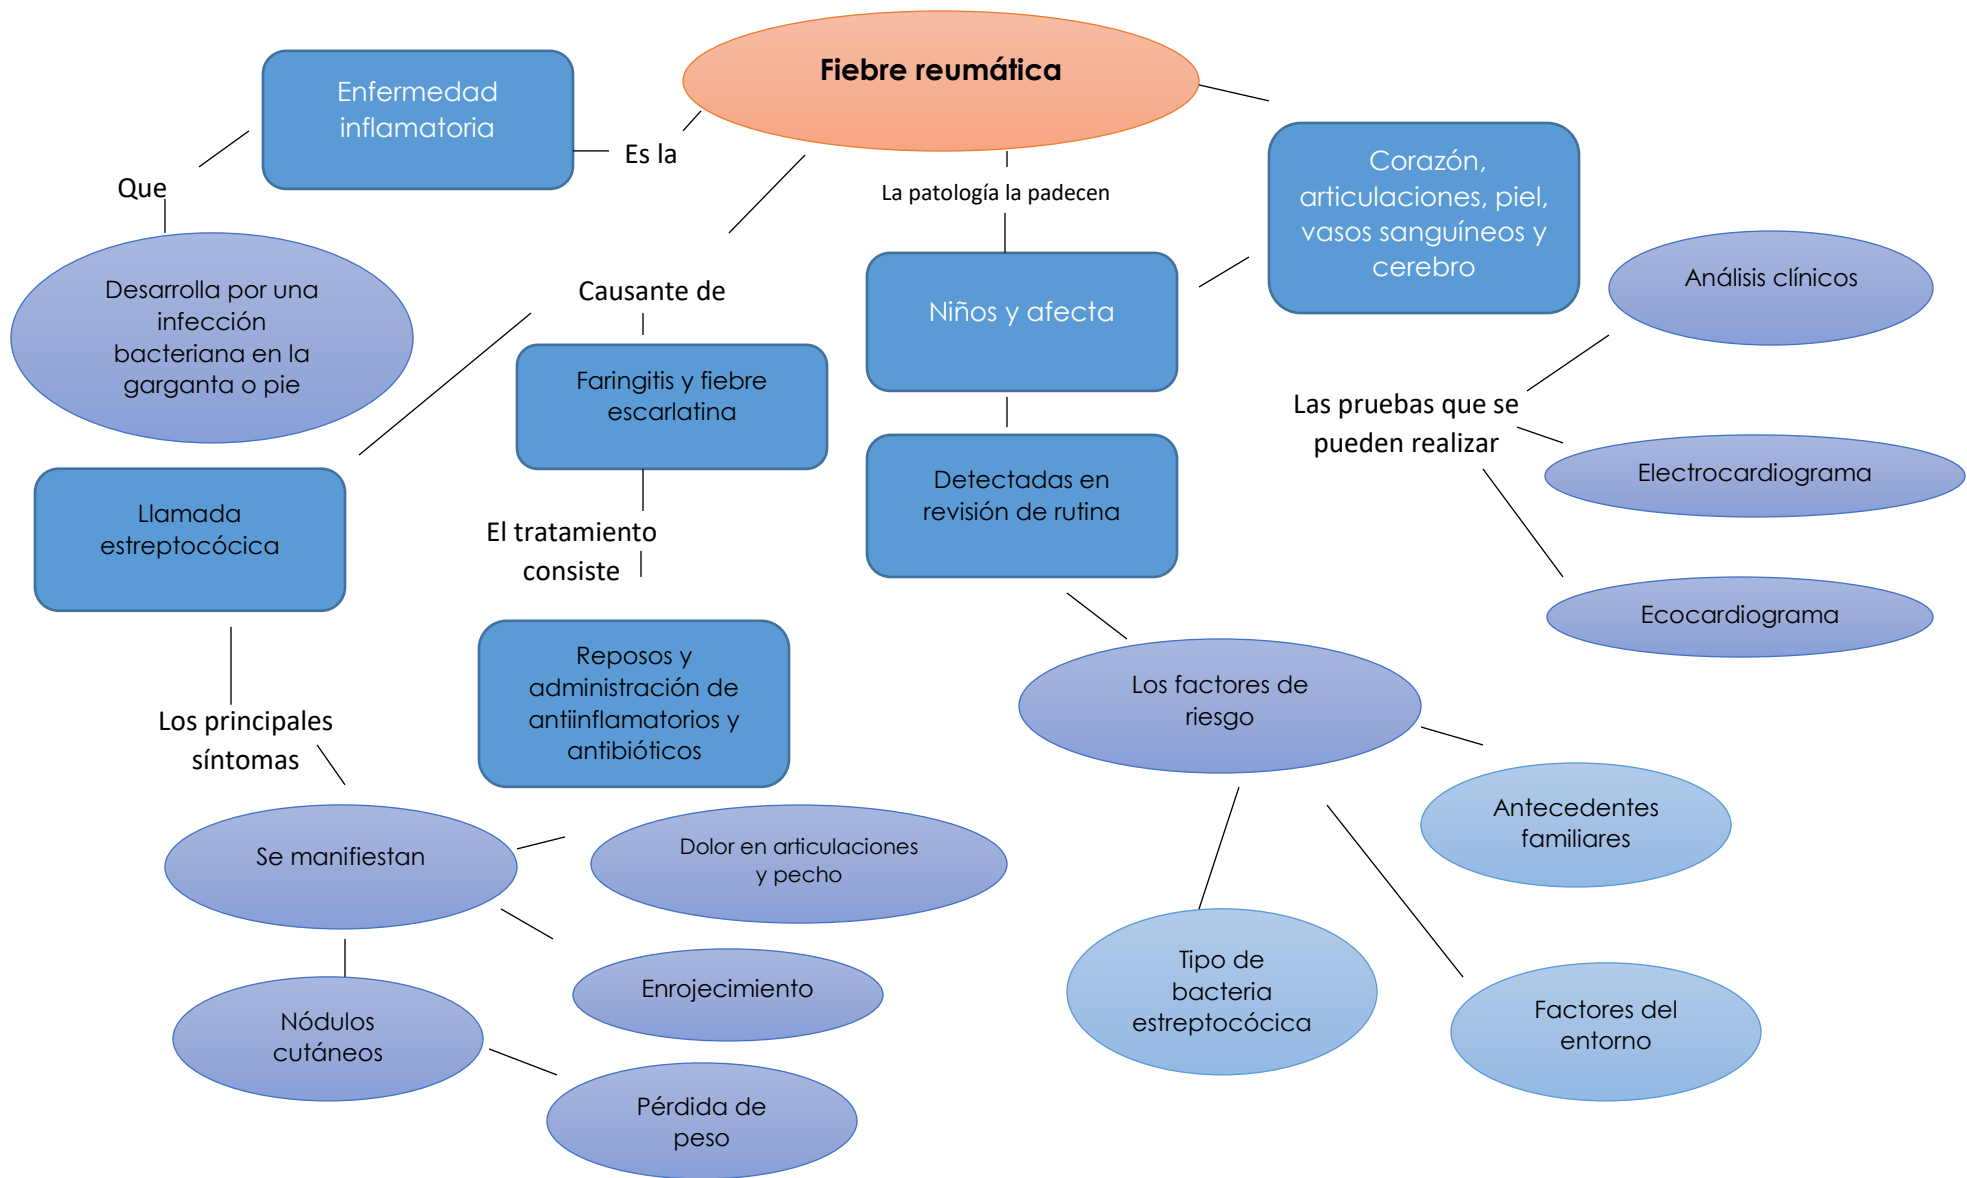 Fiebre reumática
Enfermedad
inflamatoria
Es la
Que
Desarrolla por una
infección
bacteriana en la
garganta o pie
La patología la padecen
Corazón,
articulaciones, piel,
vasos sanguíneos y
cerebro
Niños y afecta
Causante de
Faringitis y fiebre
escarlatina
Análisis clínicos
Las pruebas que se
pueden realizar
Electrocardiograma
Ecocardiograma
Llamada
estreptocócica
El tratamiento
consiste
Detectadas en
revisión de rutina
Reposos y
administración de
antiinflamatorios y
antibióticos
Los factores de
riesgo
Los principales
síntomas
Se manifiestan
Dolor en articulaciones
y pecho
Antecedentes
familiares
Enrojecimiento
Tipo de
bacteria
estreptocócica
Factores del
entorno
Nódulos
cutáneos
Pérdida de
peso